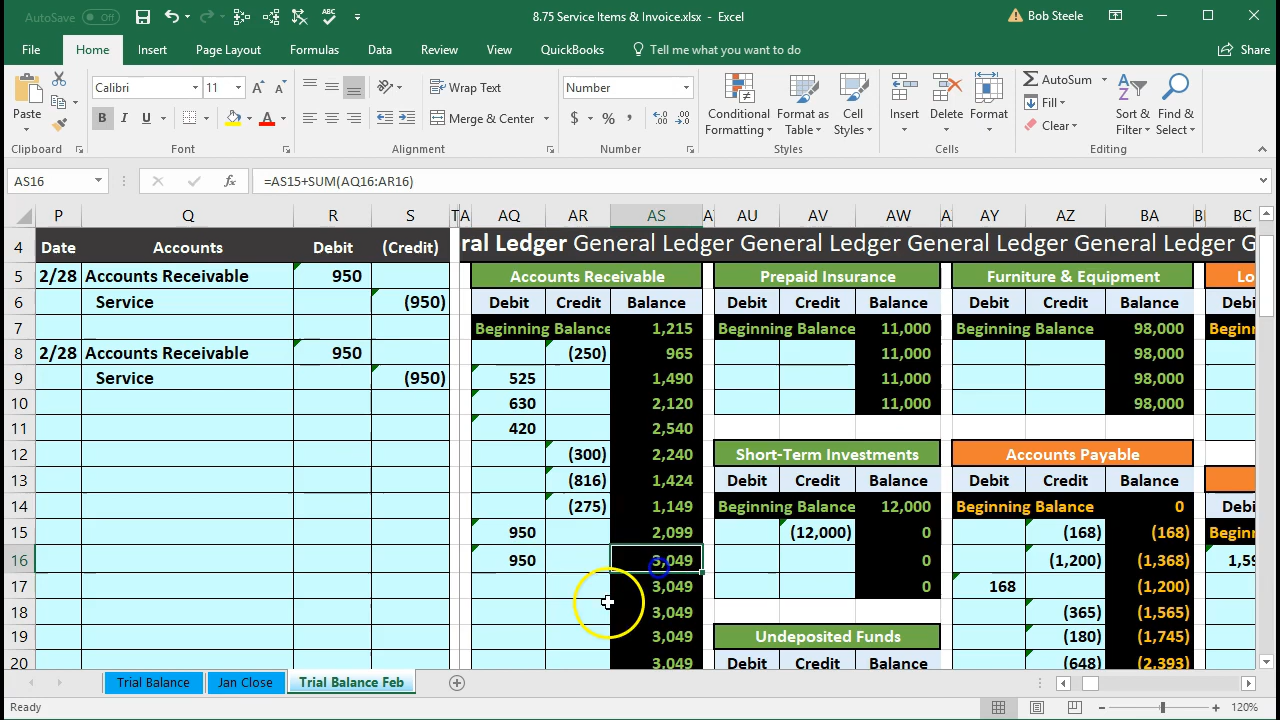 AutoSave Off 8.75 Service Items & Invoice.xlsx - Excel Bob Steele
File Home Insert Page Layout Formulas Data Review View QuickBooks Tell me what you want to do Share
Calibri 11 Wrap Text Number AutoSum
Paste B I U A Merge & Center $ % Conditional Formatting Format as Table Cell Styles Insert Delete Format Fill Clear Sort & Filter Find & Select
Clipboard Font Alignment Number Styles Cells Editing
AS16 fx =AS15+SUM(AQ16:AR16)
P Q R S T A AQ AR AS AU AV AW AY AZ BA BC
4 Date Accounts Debit (Credit) ral Ledger General Ledger General Ledger General Ledger General Ledger G
5 2/28 Accounts Receivable 950 Accounts Receivable Prepaid Insurance Furniture & Equipment Lo
6 Service (950) Debit Credit Balance Debit Credit Balance Debit Credit Balance Debi
7 Beginning Balance 1,215 Beginning Balance 11,000 Beginning Balance 98,000 Beginn
8 2/28 Accounts Receivable 950 (250) 965 11,000 98,000
9 Service (950) 525 1,490 11,000 98,000
10 630 2,120 11,000 98,000
11 420 2,540
12 (300) 2,240 Short-Term Investments Accounts Payable
13 (816) 1,424 Debit Credit Balance Debit Credit Balance
14 (275) 1,149 Beginning Balance 12,000 Beginning Balance 0 Debi
15 950 2,099 (12,000) 0 (168) (168) Beginn
16 950 3,049 0 (1,200) (1,368) 1,59
17 3,049 0 168 (1,200)
18 3,049 (365) (1,565)
19 3,049 Undeposited Funds (180) (1,745)
20 3,049 Debit Credit Balance (648) (2,393)
Trial Balance Jan Close Trial Balance Feb
Ready 120%